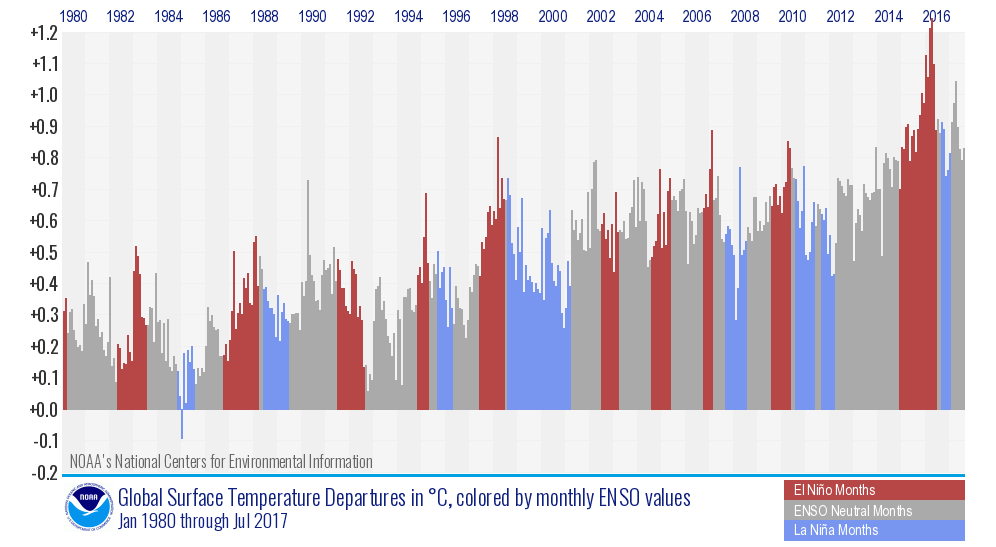 1980 1982 1984 1986 1988 1990 1992 1994 1996 1998 2000 2002 2004 2006 2008 2010 2012 2014 2016
+1.2
+1.1
+1.0
+0.9
+0.8
+0.7
+0.6
+0.5
+0.4
+0.3
+0.2
+0.1
+0.0
-0.1
-0.2
NOAA's National Centers for Environmental Information
NOAA
Global Surface Temperature Departures in °C, colored by monthly ENSO values
Jan 1980 through Jul 2017
El Niño Months
ENSO Neutral Months
La Niña Months